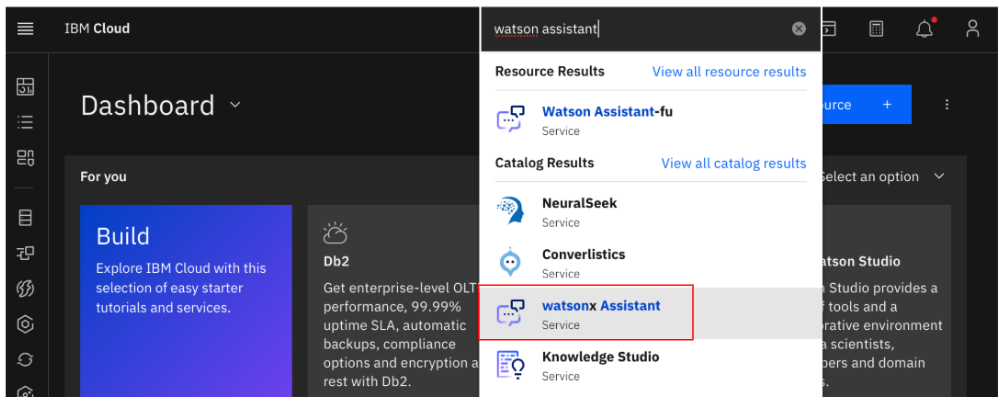 IBM Cloud
watson assistant
Resource Results View all resource results
Watson Assistant-fu
Service
Catalog Results View all catalog results
NeuralSeek
Service
Converlistics
Service
watsonx Assistant
Service
Knowledge Studio
Service
Dashboard
For you
Build
Explore IBM Cloud with this
selection of easy starter
tutorials and services.
Db2
Get enterprise-level OLT
performance, 99.99%
uptime SLA, automatic
backups, compliance
options and encryption a
rest with Db2.
ource +
Select an option
atson Studio
Studio provides a
f tools and a
orative environment
a scientists,
pers and domain
s.